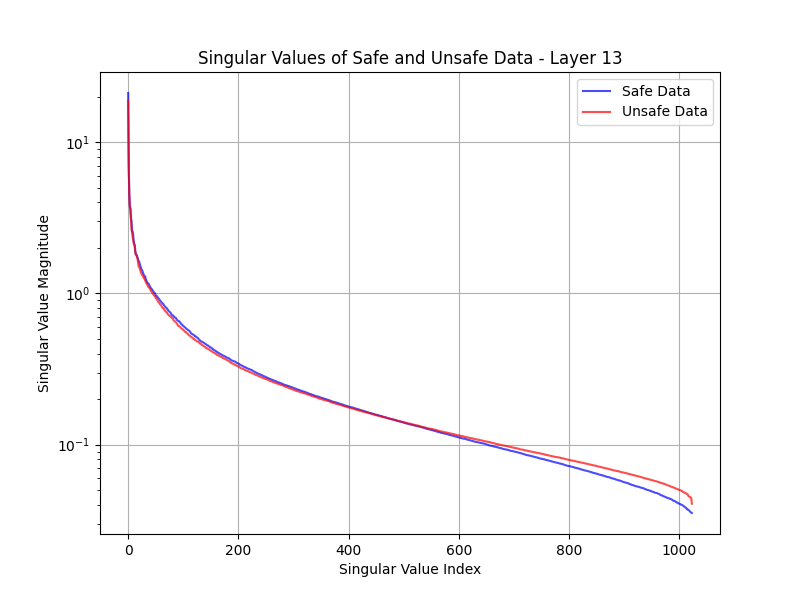 Singular Values of Safe and Unsafe Data - Layer 13
Safe Data
Unsafe Data
10^1
10^0
10^-1
Singular Value Magnitude
0 200 400 600 800 1000
Singular Value Index